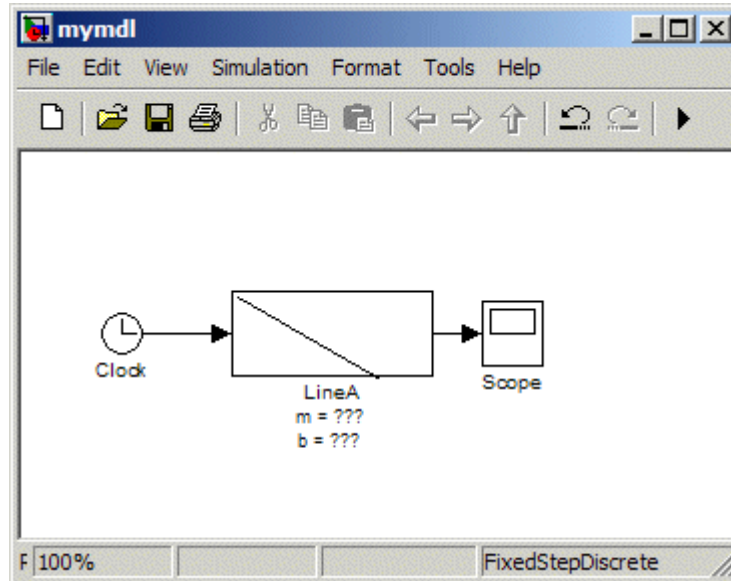 mymdl
File Edit View Simulation Format Tools Help
Clock
LineA
m = ???
b = ???
Scope
F 100% FixedStepDiscrete